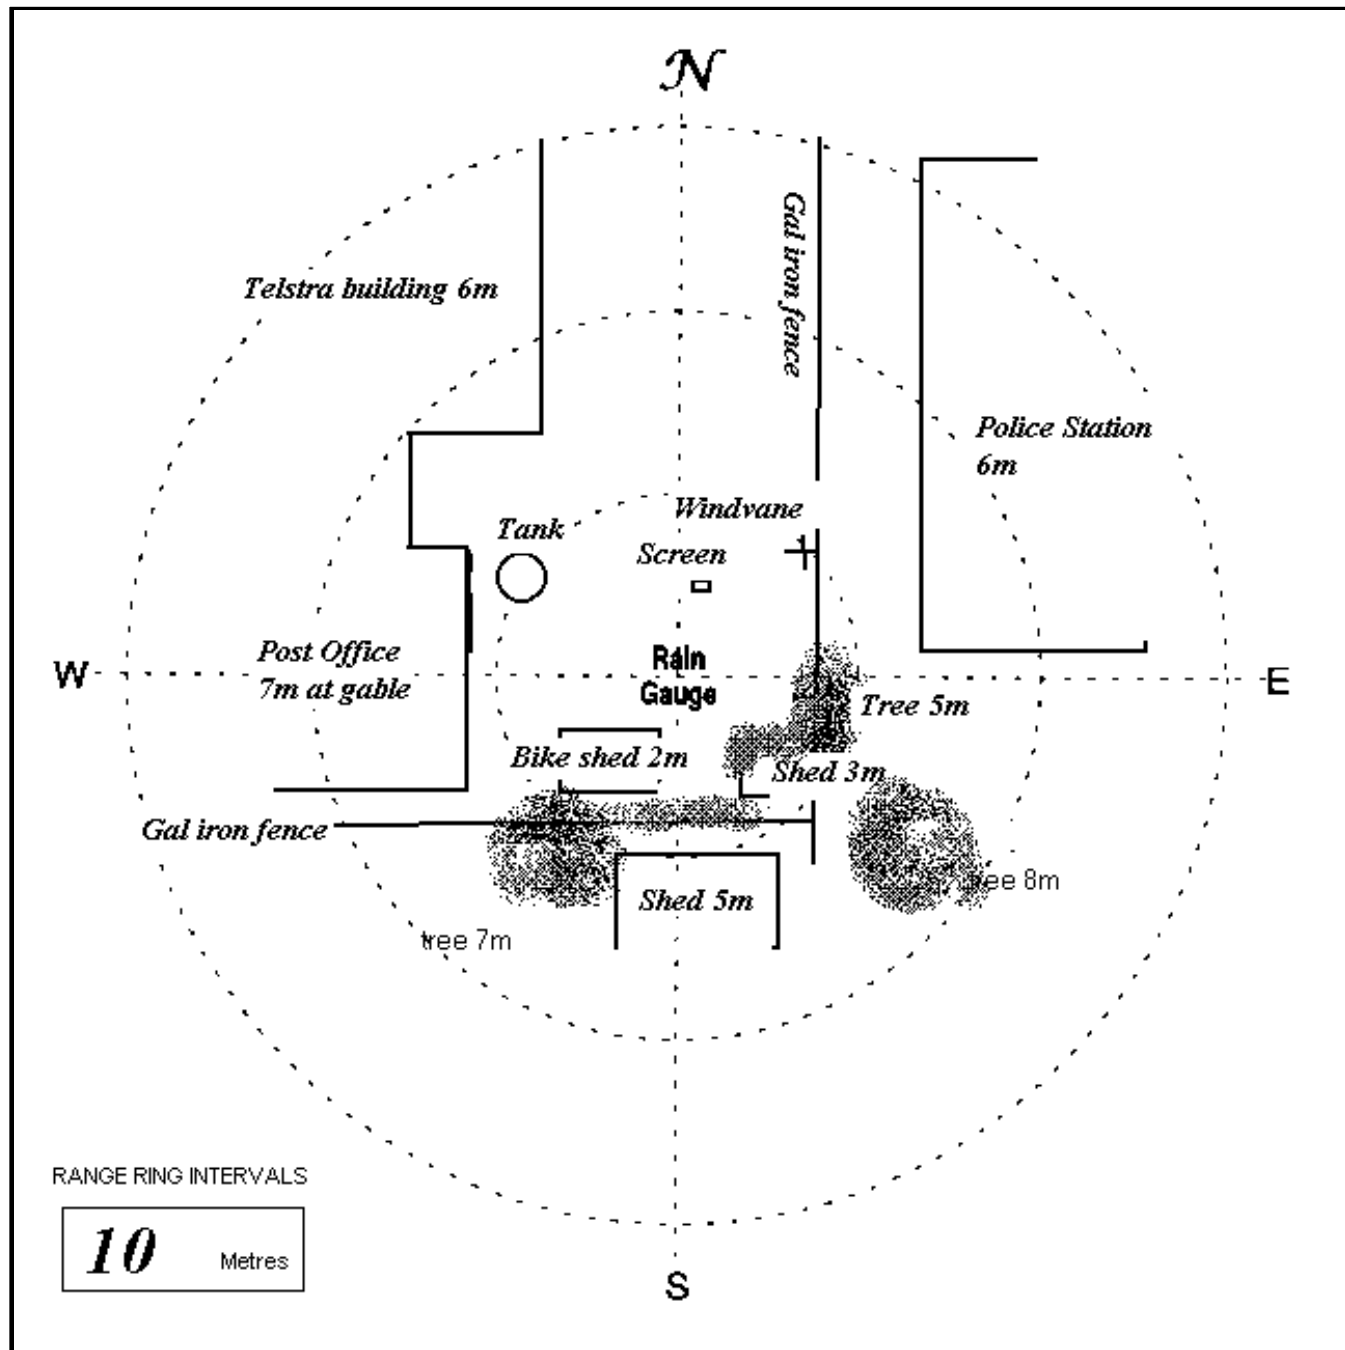 N
Gal iron fence
Telstra building 6m
Police Station
6m
Windvane
Tank
Screen
Post Office
7m at gable
Rain
Gauge
W
E
Tree 5m
Bike shed 2m
Shed 3m
Gal iron fence
Shed 5m
tree 8m
tree 7m
RANGE RING INTERVALS
10 Metres
S